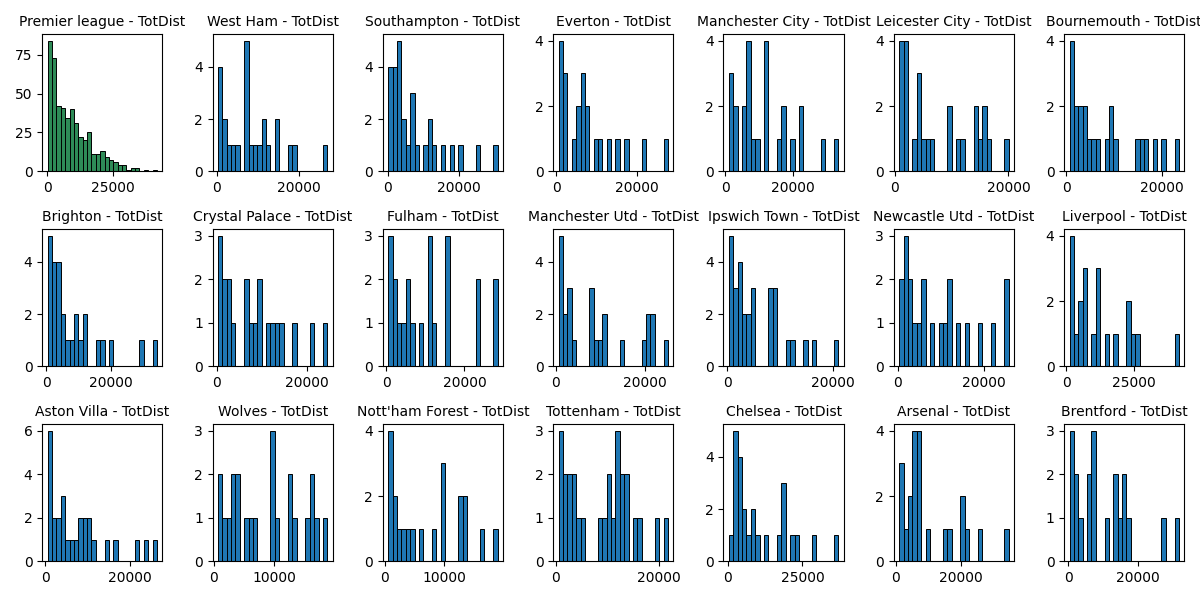 Premier league - TotDist West Ham - TotDist Southampton - TotDist Everton - TotDist Manchester City - TotDist Leicester City - TotDist Bournemouth - TotDist
75 50 25 0
4 2 0
4 2 0
4 2 0
4 2 0
4 2 0
4 2 0
0 25000 0 20000 0 20000 0 20000 0 20000 0 20000 0 20000
Brighton - TotDist Crystal Palace - TotDist Fulham - TotDist Manchester Utd - TotDist Ipswich Town - TotDist Newcastle Utd - TotDist Liverpool - TotDist
4 2 0
3 2 1 0
3 2 1 0
4 2 0
4 2 0
3 2 1 0
4 2 0
0 20000 0 20000 0 20000 0 20000 0 20000 0 20000 0 25000
Aston Villa - TotDist Wolves - TotDist Nott'ham Forest - TotDist Tottenham - TotDist Chelsea - TotDist Arsenal - TotDist Brentford - TotDist
6 4 2 0
3 2 1 0
4 2 0
3 2 1 0
4 2 0
4 2 0
3 2 1 0
0 20000 10000 0 10000 0 20000 0 25000 0 20000 0 20000